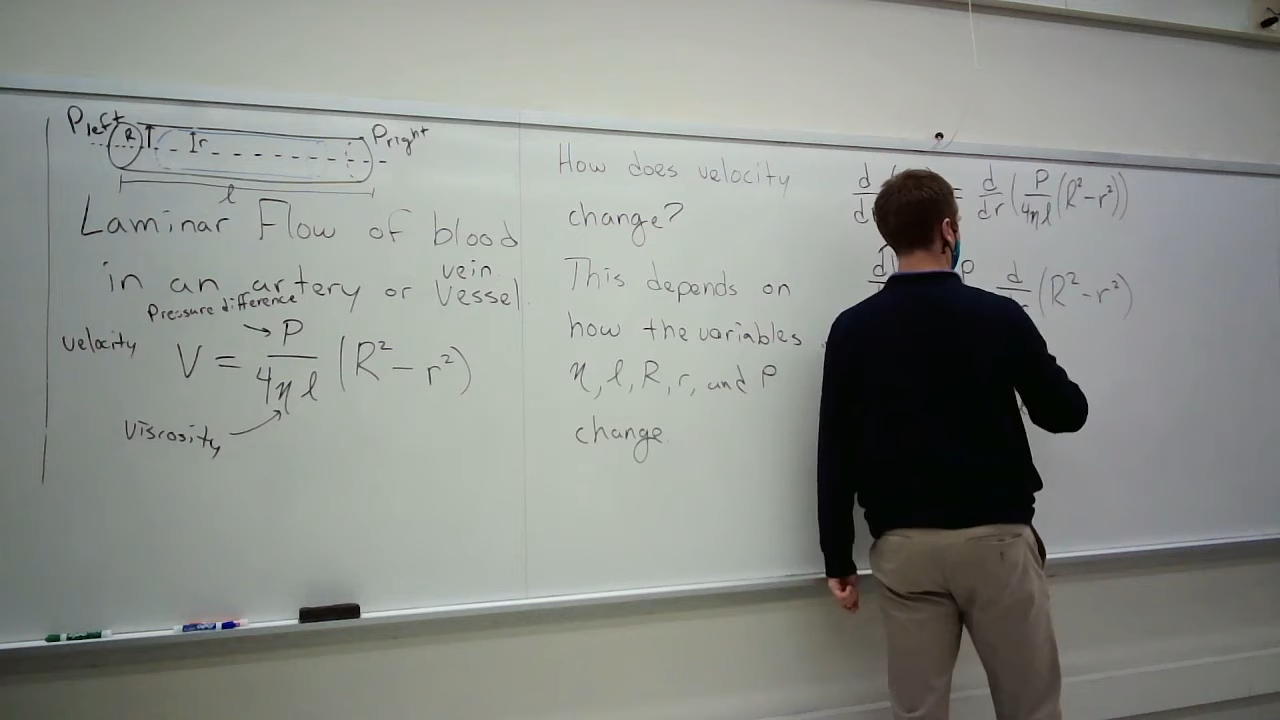 Pleft R r Pright
l
Laminar Flow of blood
vein
in an artery or Vessel
Pressure difference
velocity V = P/4ηl (R² − r²)
Viscosity
How does velocity
change?
This depends on
how the variables
η, l, R, r, and P
change
d = d/dr (P/4ηl (R² − r²))
P d (R² − r²)